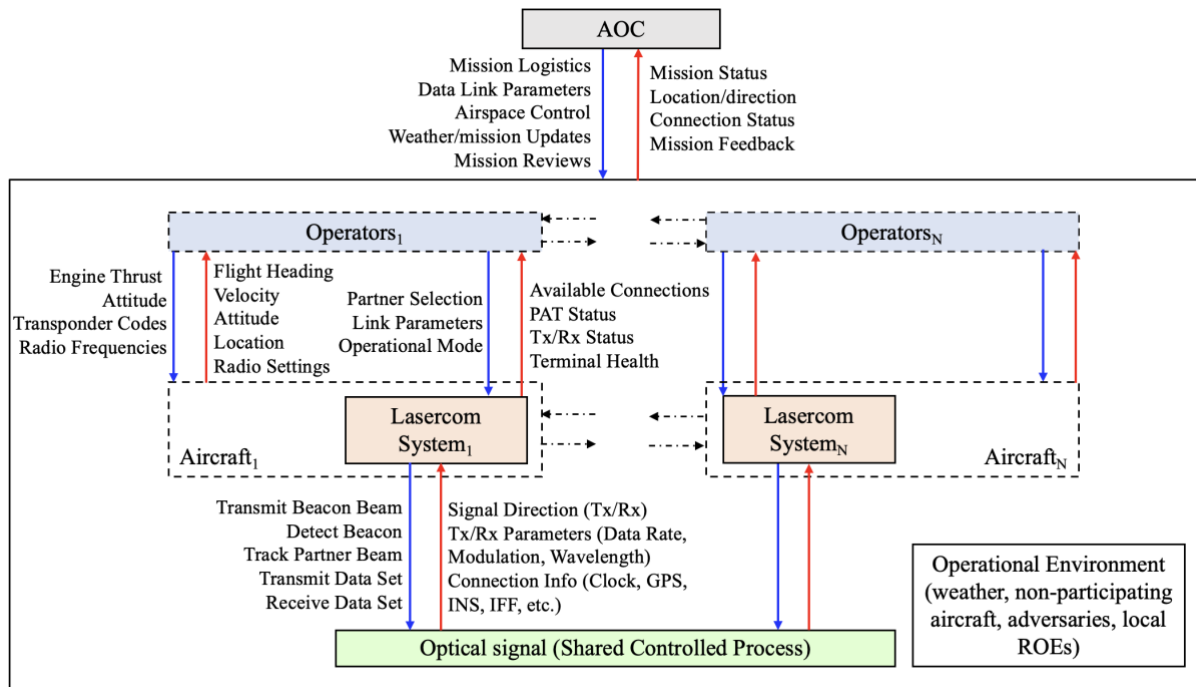 AOC
Mission Logistics
Data Link Parameters
Airspace Control
Weather/mission Updates
Mission Reviews
Mission Status
Location/direction
Connection Status
Mission Feedback
Operators₁
Operators_N
Engine Thrust
Attitude
Transponder Codes
Radio Frequencies
Flight Heading
Velocity
Attitude
Location
Radio Settings
Partner Selection
Link Parameters
Operational Mode
Available Connections
PAT Status
Tx/Rx Status
Terminal Health
Lasercom
System₁
Aircraft₁
Lasercom
System_N
Aircraft_N
Transmit Beacon Beam
Detect Beacon
Track Partner Beam
Transmit Data Set
Receive Data Set
Signal Direction (Tx/Rx)
Tx/Rx Parameters (Data Rate,
Modulation, Wavelength)
Connection Info (Clock, GPS,
INS, IFF, etc.)
Operational Environment
(weather, non-participating
aircraft, adversaries, local
ROEs)
Optical signal (Shared Controlled Process)